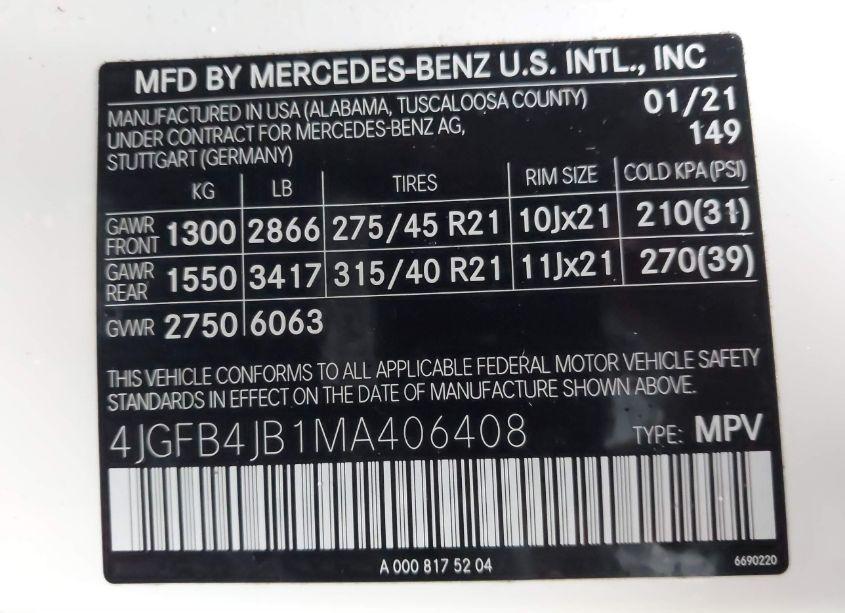 MFD BY MERCEDES-BENZ U.S. INTL., INC
MANUFACTURED IN USA (ALABAMA, TUSCALOOSA COUNTY) 01/21
UNDER CONTRACT FOR MERCEDES-BENZ AG, 149
STUTTGART (GERMANY)
KG LB TIRES RIM SIZE COLD KPA (PSI)
GAWR FRONT 1300 2866 275/45 R21 10Jx21 210(31)
GAWR REAR 1550 3417 315/40 R21 11Jx21 270(39)
GVWR 2750 6063
THIS VEHICLE CONFORMS TO ALL APPLICABLE FEDERAL MOTOR VEHICLE SAFETY
STANDARDS IN EFFECT ON THE DATE OF MANUFACTURE SHOWN ABOVE.
4JGFB4JB1MA406408 TYPE: MPV
A 000 817 52 04 6690220